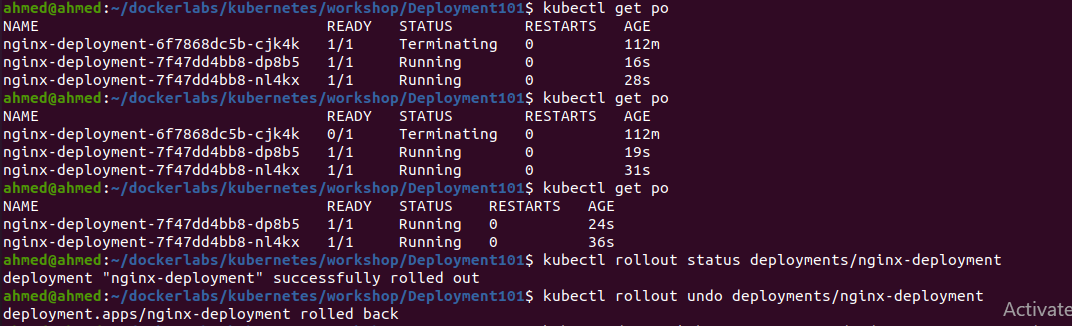 ahmed@ahmed:~/dockerlabs/kubernetes/workshop/Deployment101$ kubectl get po
NAME READY STATUS RESTARTS AGE
nginx-deployment-6f7868dc5b-cjk4k 1/1 Terminating 0 112m
nginx-deployment-7f47dd4bb8-dp8b5 1/1 Running 0 16s
nginx-deployment-7f47dd4bb8-nl4kx 1/1 Running 0 28s
ahmed@ahmed:~/dockerlabs/kubernetes/workshop/Deployment101$ kubectl get po
NAME READY STATUS RESTARTS AGE
nginx-deployment-6f7868dc5b-cjk4k 0/1 Terminating 0 112m
nginx-deployment-7f47dd4bb8-dp8b5 1/1 Running 0 19s
nginx-deployment-7f47dd4bb8-nl4kx 1/1 Running 0 31s
ahmed@ahmed:~/dockerlabs/kubernetes/workshop/Deployment101$ kubectl get po
NAME READY STATUS RESTARTS AGE
nginx-deployment-7f47dd4bb8-dp8b5 1/1 Running 0 24s
nginx-deployment-7f47dd4bb8-nl4kx 1/1 Running 0 36s
ahmed@ahmed:~/dockerlabs/kubernetes/workshop/Deployment101$ kubectl rollout status deployments/nginx-deployment
deployment "nginx-deployment" successfully rolled out
ahmed@ahmed:~/dockerlabs/kubernetes/workshop/Deployment101$ kubectl rollout undo deployments/nginx-deployment
deployment.apps/nginx-deployment rolled back
Activate